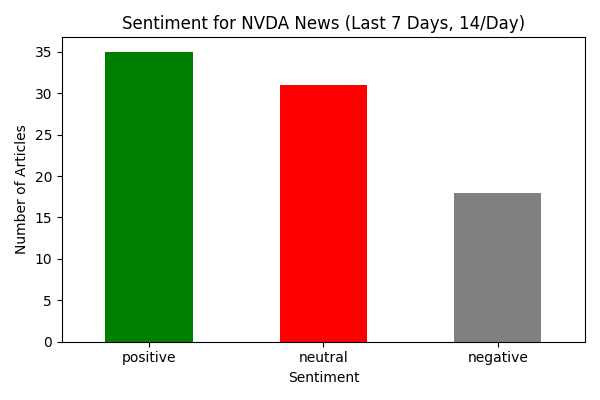 Sentiment for NVDA News (Last 7 Days, 14/Day)
Number of Articles
35
30
25
20
15
10
5
0
positive neutral negative
Sentiment